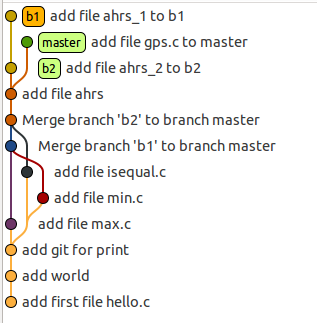 b1 add file ahrs_1 to b1
master add file gps.c to master
b2 add file ahrs_2 to b2
add file ahrs
Merge branch 'b2' to branch master
Merge branch 'b1' to branch master
add file isequal.c
add file min.c
add file max.c
add git for print
add world
add first file hello.c